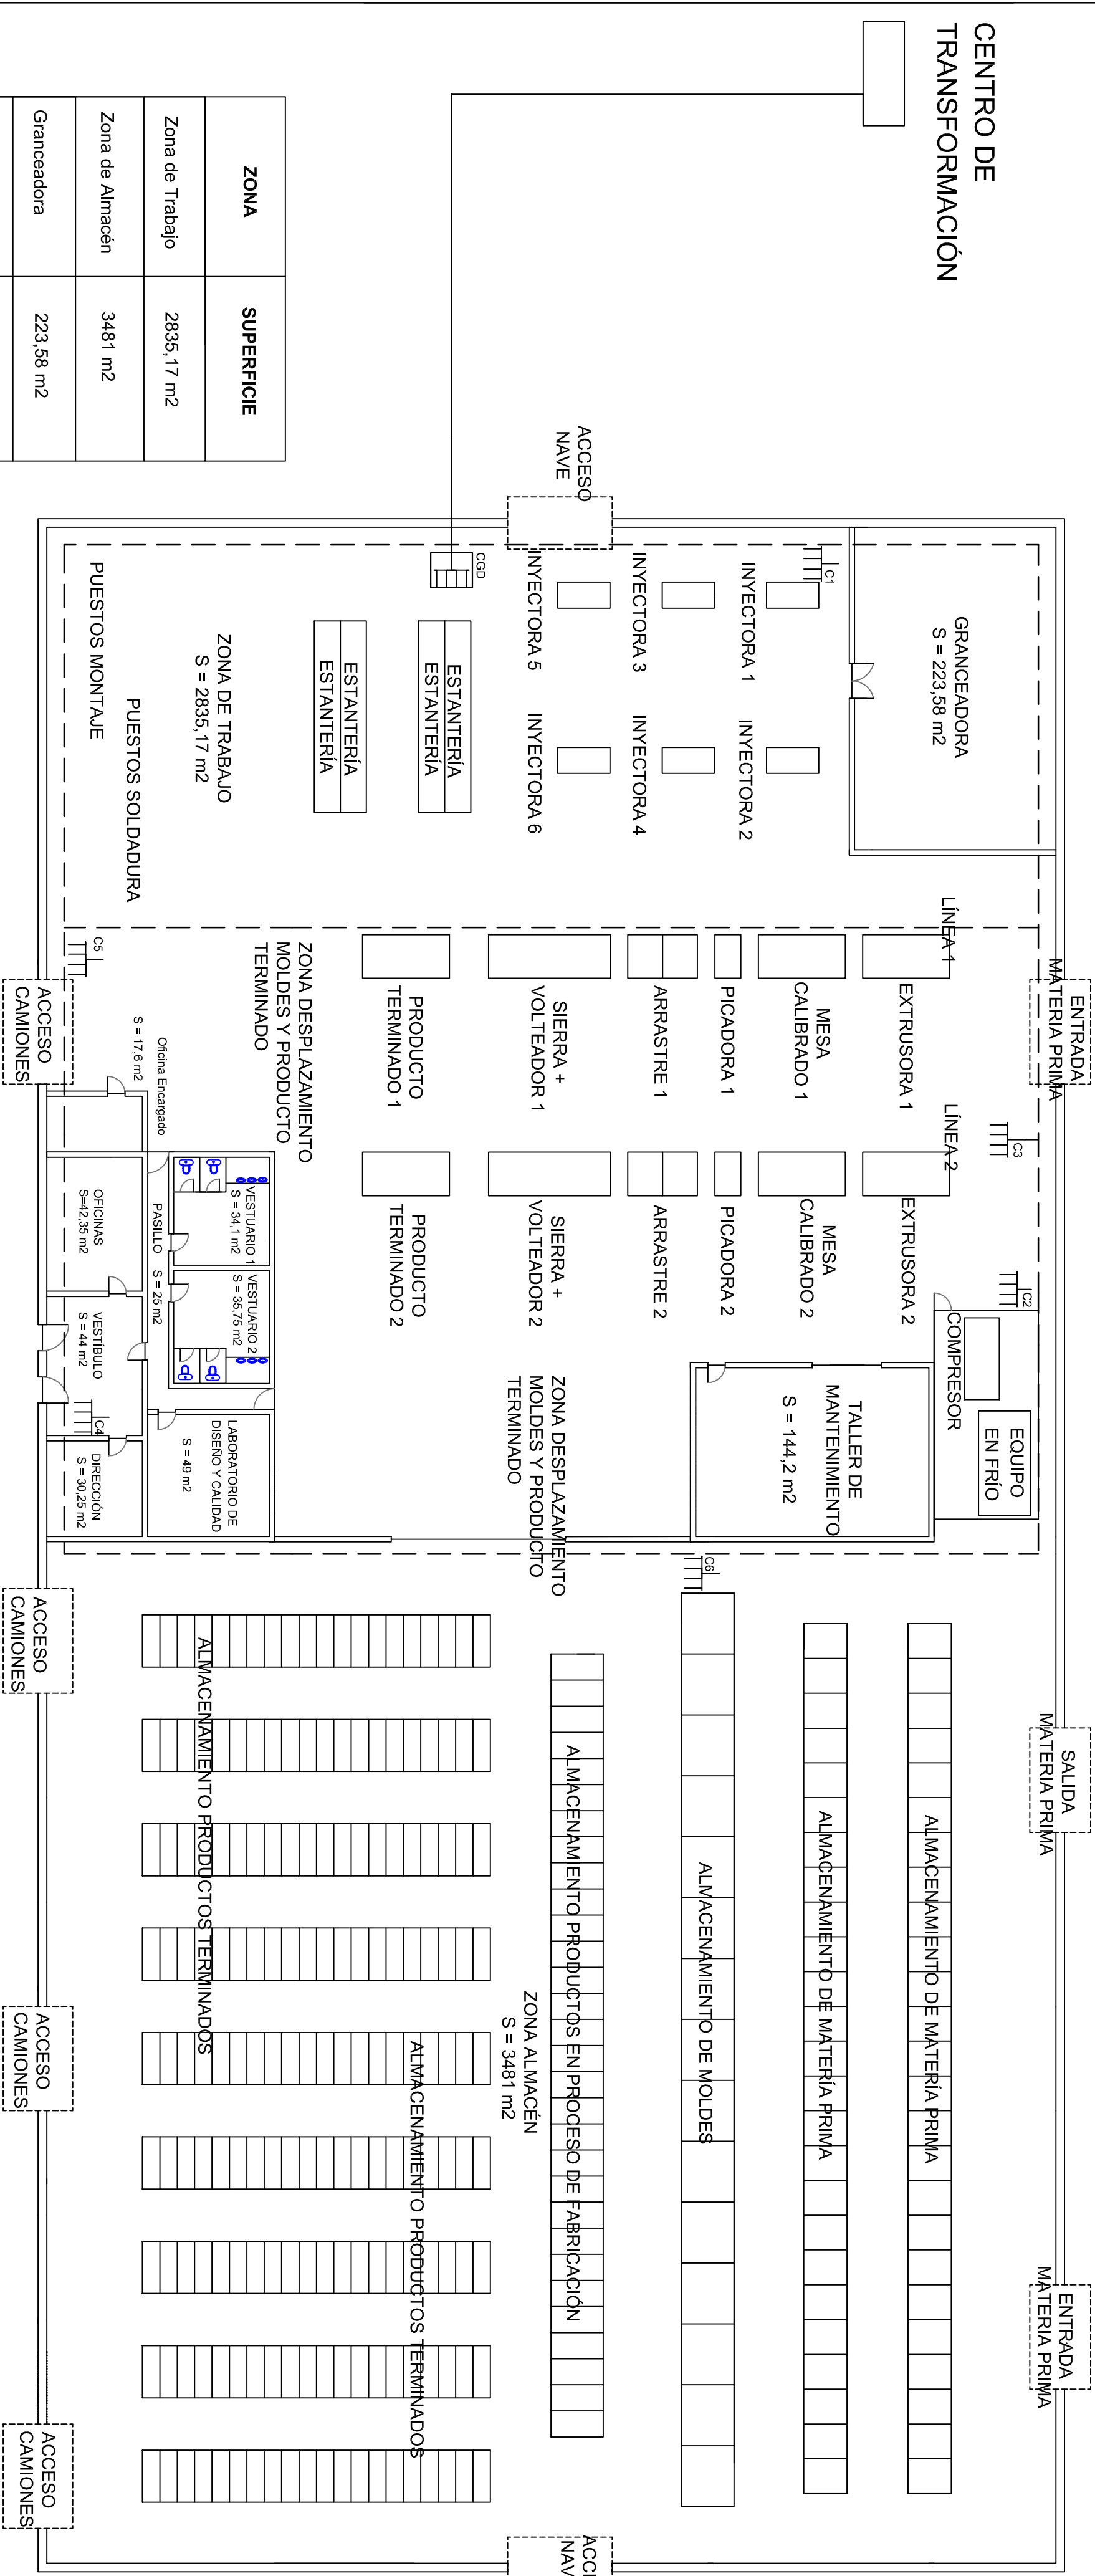 CENTRO DE
TRANSFORMACIÓN
ZONA
SUPERFICIE
Zona de Trabajo
2835,17 m2
Zona de Almacén
3481 m2
Granceadora
223,58 m2
ACCESO
NAVE
CGD
C1
GRANCEADORA
S = 223,58 m2
INYECTORA 1
INYECTORA 2
INYECTORA 3
INYECTORA 4
INYECTORA 5
INYECTORA 6
ESTANTERÍA
ESTANTERÍA
ESTANTERÍA
ESTANTERÍA
ZONA DE TRABAJO
S = 2835,17 m2
PUESTOS SOLDADURA
PUESTOS MONTAJE
ENTRADA
MATERIA PRIMA
LÍNEA 1
EXTRUSORA 1
MESA
CALIBRADO 1
PICADORA 1
ARRASTRE 1
SIERRA +
VOLTEADOR 1
PRODUCTO
TERMINADO 1
ZONA DESPLAZAMIENTO
MOLDES Y PRODUCTO
TERMINADO
C5
ACCESO
CAMIONES
C3
LÍNEA 2
EXTRUSORA 2
MESA
CALIBRADO 2
PICADORA 2
ARRASTRE 2
SIERRA +
VOLTEADOR 2
PRODUCTO
TERMINADO 2
C2
COMPRESOR
EQUIPO
EN FRÍO
TALLER DE
MANTENIMIENTO
S = 144,2 m2
ZONA DESPLAZAMIENTO
MOLDES Y PRODUCTO
TERMINADO
Oficina Encargado
S = 17,6 m2
VESTUARIO 1
S = 34,1 m2
VESTUARIO 2
S = 35,75 m2
PASILLO
S = 25 m2
OFICINAS
S=42,35 m2
VESTÍBULO
S = 44 m2
C4
LABORATORIO DE
DISEÑO Y CALIDAD
S = 49 m2
DIRECCIÓN
S = 30,25 m2
C6
SALIDA
MATERIA PRIMA
ENTRADA
MATERIA PRIMA
ALMACENAMIENTO DE MATERÍA PRIMA
ALMACENAMIENTO DE MATERÍA PRIMA
ALMACENAMIENTO DE MOLDES
ALMACENAMIENTO PRODUCTOS EN PROCESO DE FABRICACIÓN
ZONA ALMACÉN
S = 3481 m2
ALMACENAMIENTO PRODUCTOS TERMINADOS
ALMACENAMIENTO PRODUCTOS TERMINADOS
ACCESO
CAMIONES
ACCESO
CAMIONES
ACCESO
CAMIONES